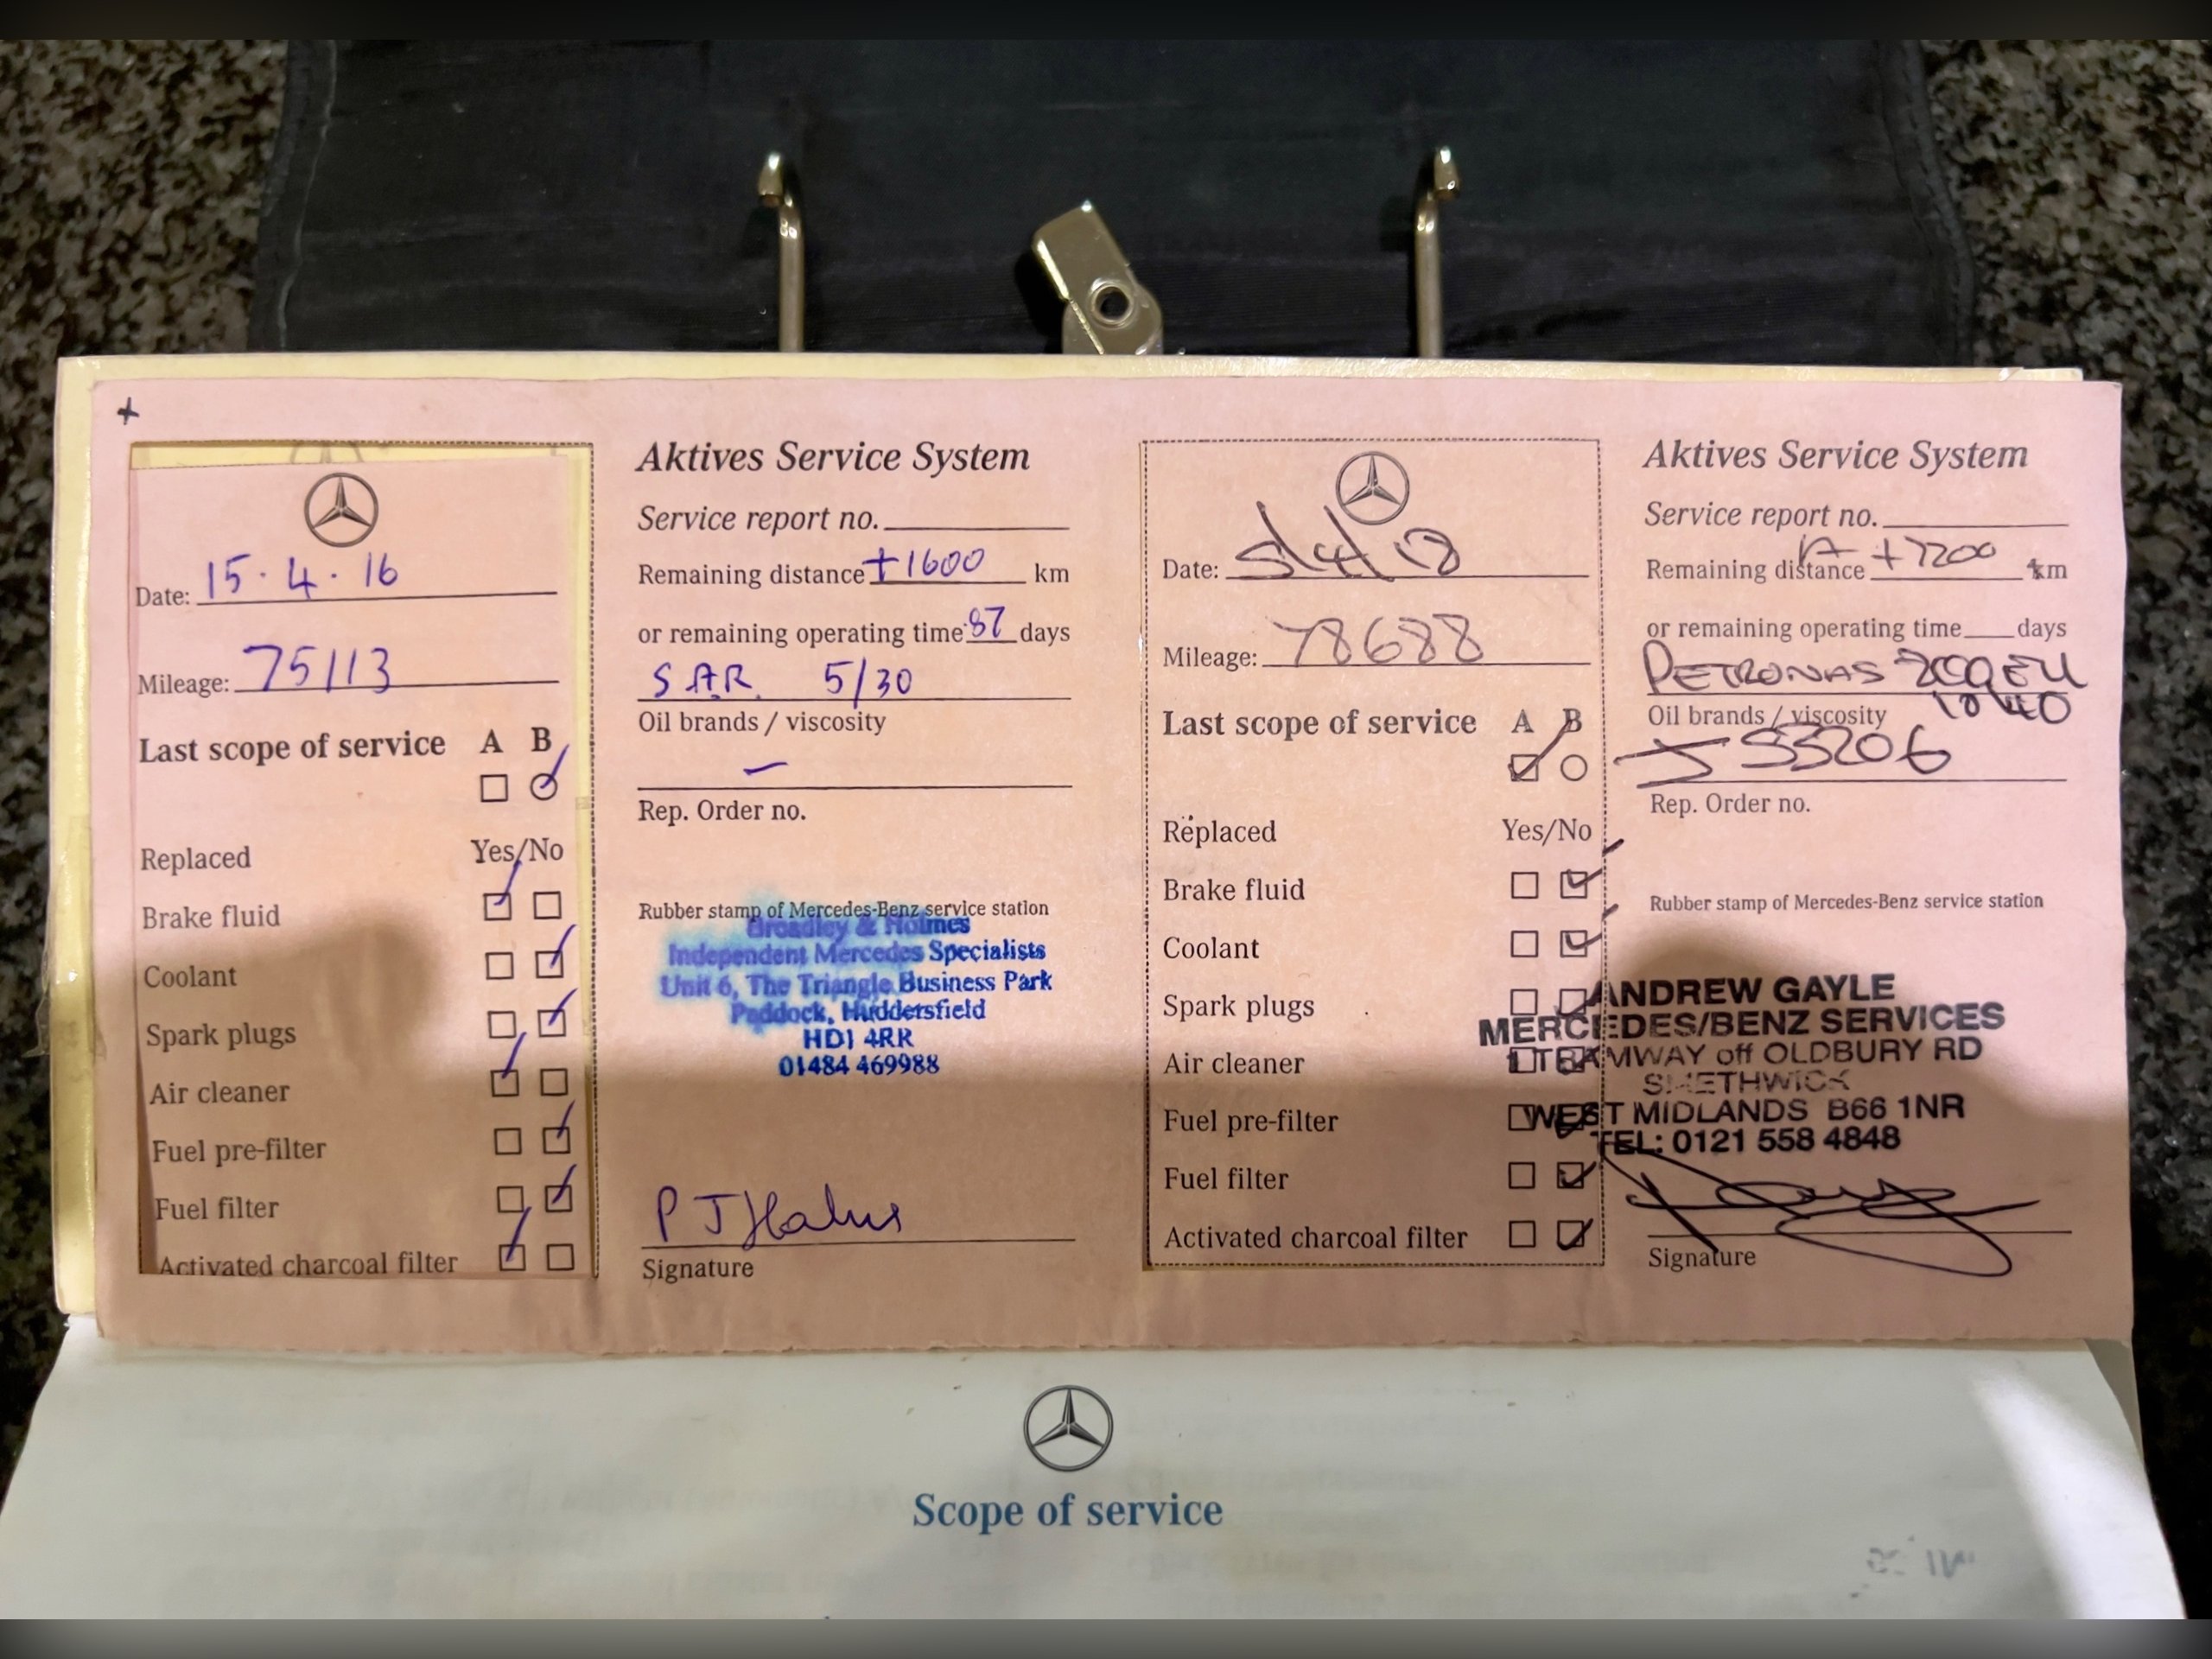 Date: 15.4.16
Mileage: 75113
Last scope of service A B
Replaced Yes/No
Brake fluid
Coolant
Spark plugs
Air cleaner
Fuel pre-filter
Fuel filter
Activated charcoal filter
Aktives Service System
Service report no.
Remaining distance +1600 km
or remaining operating time 87 days
S.A.R. 5/30
Oil brands / viscosity
Rep. Order no.
Rubber stamp of Mercedes-Benz service station
Broadley & Holmes
Independent Mercedes Specialists
Unit 6, The Triangle Business Park
Paddock, Huddersfield
HD1 4RR
01484 469988
P J
Signature
Date: 5/4/18
Mileage: 78688
Last scope of service A B
Replaced Yes/No
Brake fluid
Coolant
Spark plugs
Air cleaner
Fuel pre-filter
Fuel filter
Activated charcoal filter
Aktives Service System
Service report no.
Remaining distance +7200 km
or remaining operating time days
PETRONAS
10/40
Oil brands / viscosity
53206
Rep. Order no.
Rubber stamp of Mercedes-Benz service station
ANDREW GAYLE
MERCEDES/BENZ SERVICES
1 TRAMWAY off OLDBURY RD
SMETHWICK
WEST MIDLANDS B66 1NR
TEL: 0121 558 4848
Signature
Scope of service